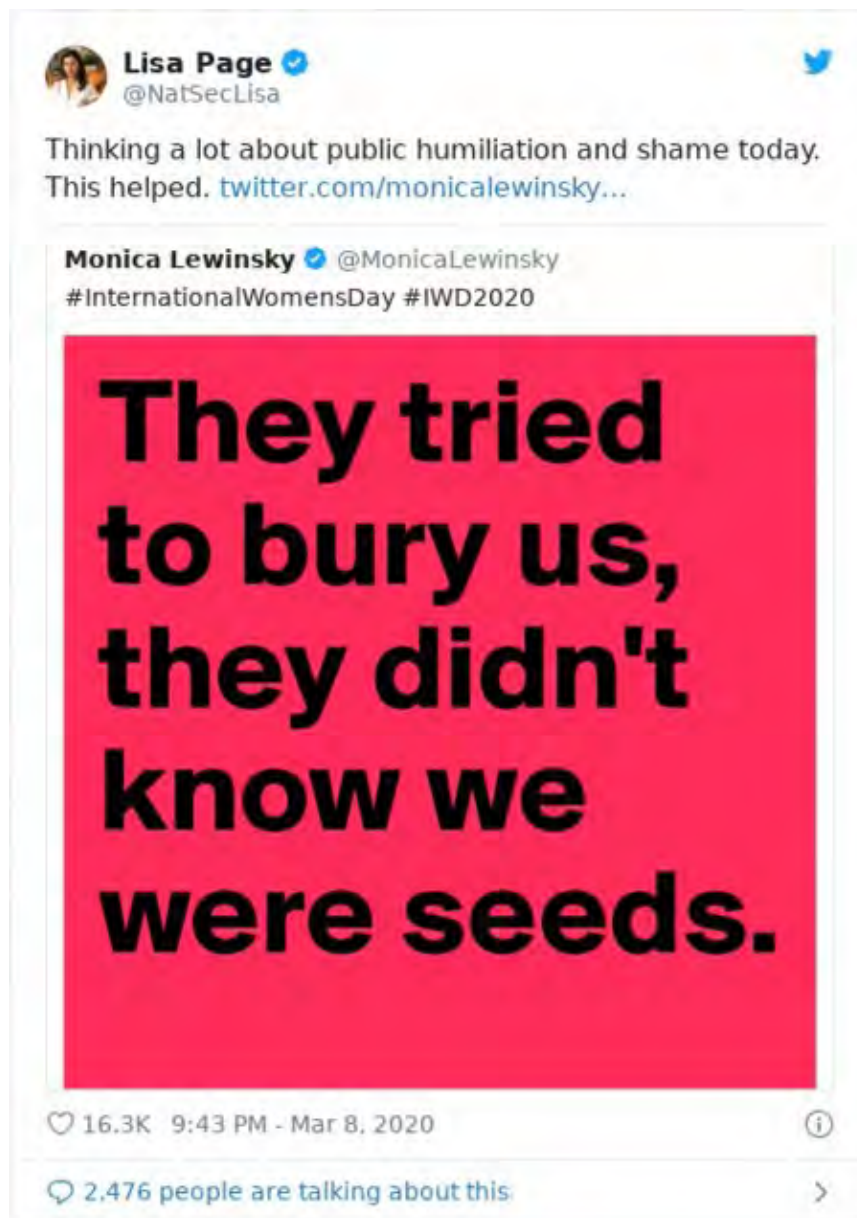 Lisa Page
@NatSecLisa
Thinking a lot about public humiliation and shame today.
This helped. twitter.com/monicalewinsky...
Monica Lewinsky @MonicaLewinsky
#InternationalWomensDay #IWD2020
They tried
to bury us,
they didn't
know we
were seeds.
16.3K 9:43 PM - Mar 8, 2020
2,476 people are talking about this